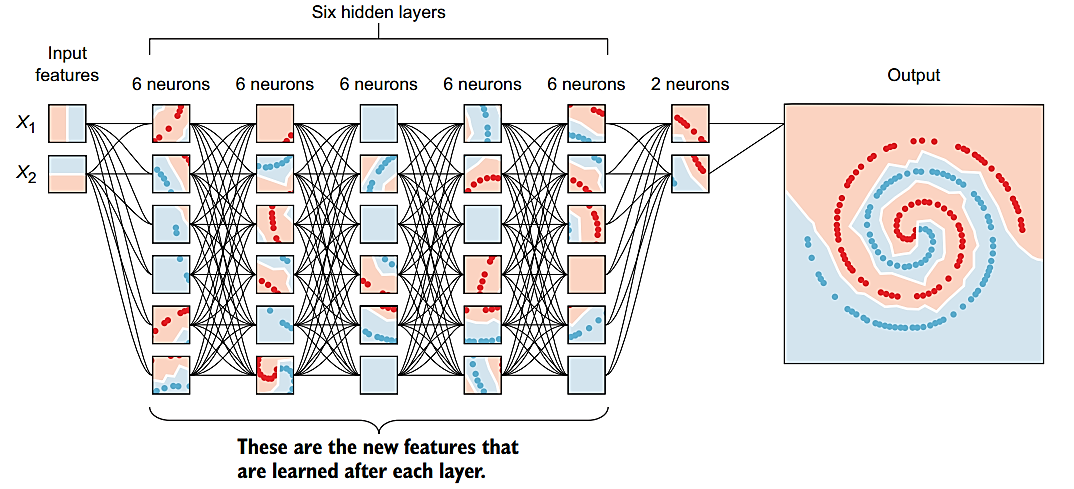 Six hidden layers
Input
features
6 neurons
6 neurons
6 neurons
6 neurons
6 neurons
2 neurons
Output
X1
X2
These are the new features that
are learned after each layer.